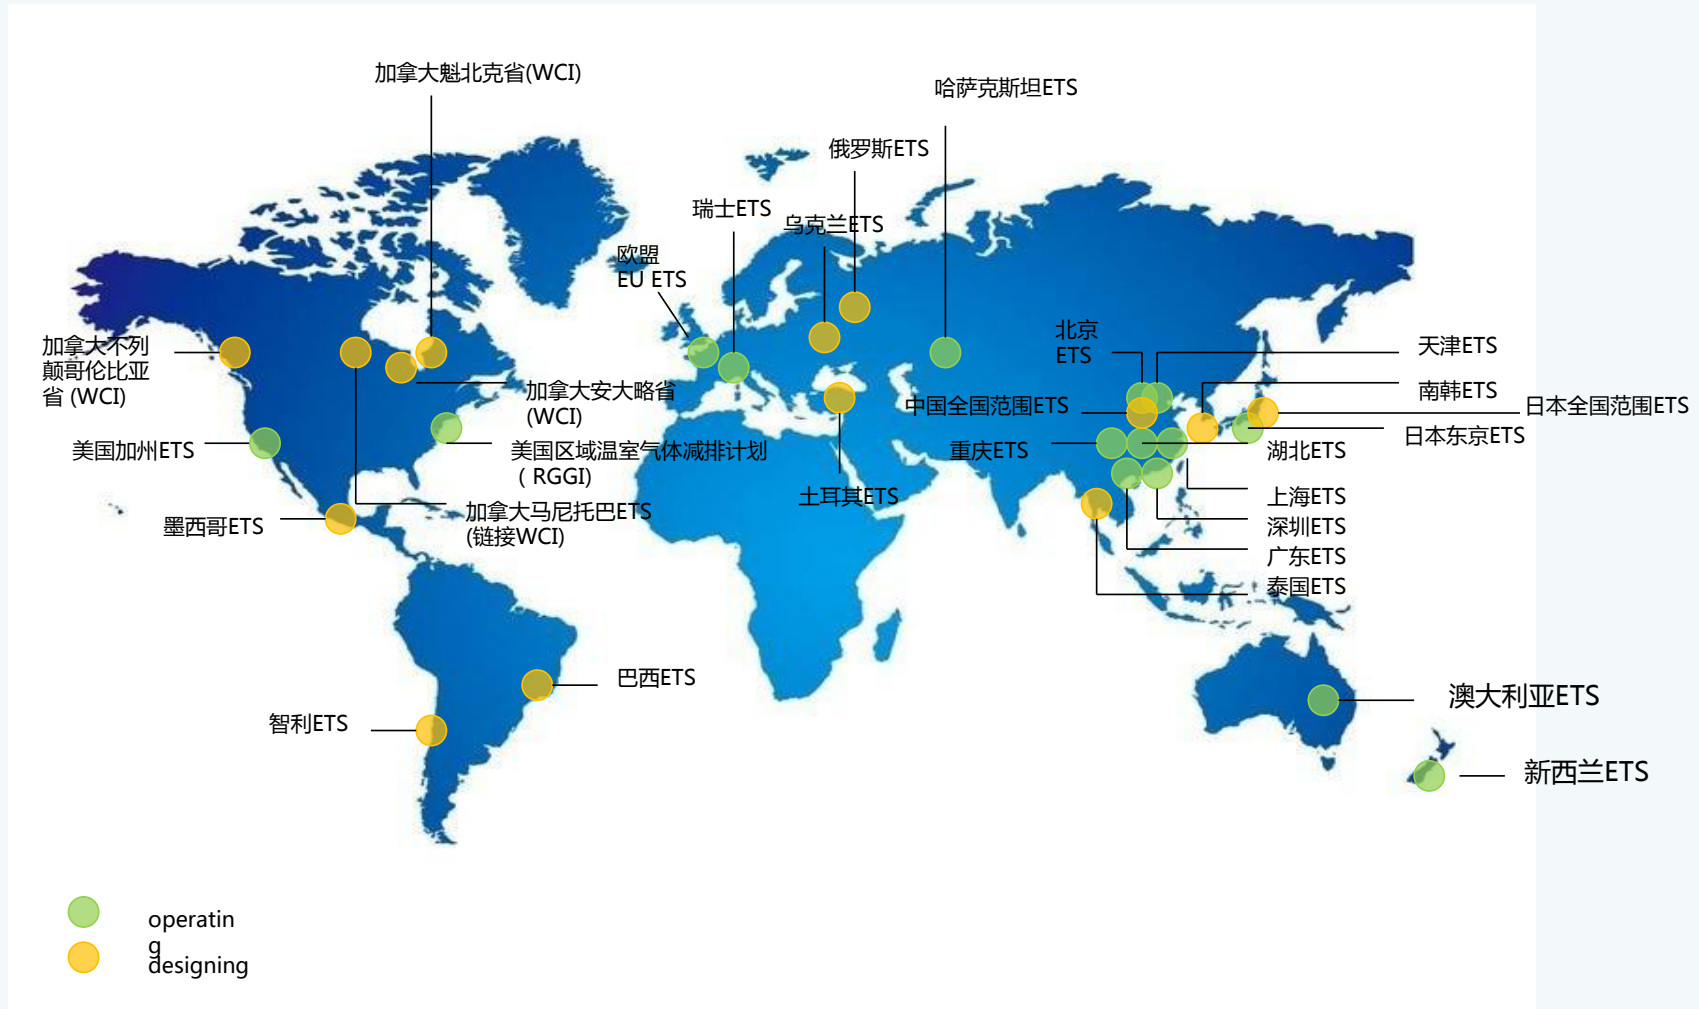 加拿大魁北克省(WCI)
哈萨克斯坦ETS
俄罗斯ETS
瑞士ETS
乌克兰ETS
欧盟
EU ETS
北京
ETS
天津ETS
加拿大不列
颠哥伦比亚
省 (WCI)
加拿大安大略省
(WCI)
中国全国范围ETS
南韩ETS
日本全国范围ETS
日本东京ETS
美国加州ETS
美国区域温室气体减排计划
( RGGI)
重庆ETS
湖北ETS
土耳其ETS
上海ETS
墨西哥ETS
加拿大马尼托巴ETS
(链接WCI)
深圳ETS
广东ETS
泰国ETS
巴西ETS
智利ETS
澳大利亚ETS
新西兰ETS
operatin
g
designing